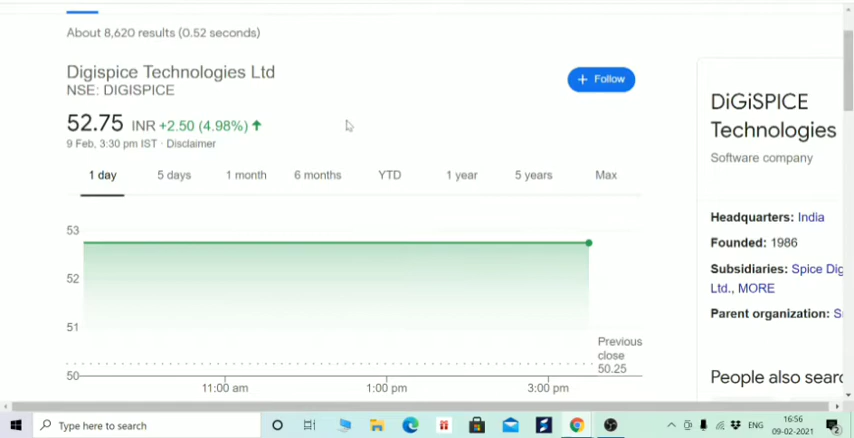 About 8,620 results (0.52 seconds)
Digispice Technologies Ltd
NSE: DIGISPICE
+ Follow
52.75 INR +2.50 (4.98%) ↑
9 Feb, 3:30 pm IST · Disclaimer
1 day 5 days 1 month 6 months YTD 1 year 5 years Max
53
52
51
50
Previous
close
50.25
11:00 am 1:00 pm 3:00 pm
DiGiSPICE
Technologies
Software company
Headquarters: India
Founded: 1986
Subsidiaries: Spice Dig
Ltd., MORE
Parent organization: S
People also sear
Type here to search
ENG
16:56
09-02-2021
2